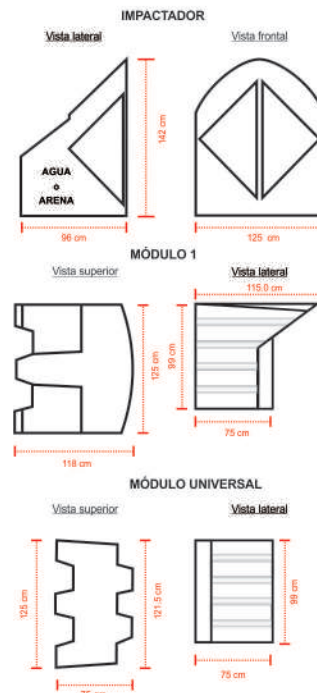 IMPACTADOR
Vista lateral
Vista frontal
AGUA
o
ARENA
142 cm
96 cm
125 cm
MÓDULO 1
Vista superior
Vista lateral
115.0 cm
125 cm
99 cm
118 cm
75 cm
MÓDULO UNIVERSAL
Vista superior
Vista lateral
125 cm
121.5 cm
99 cm
75 cm